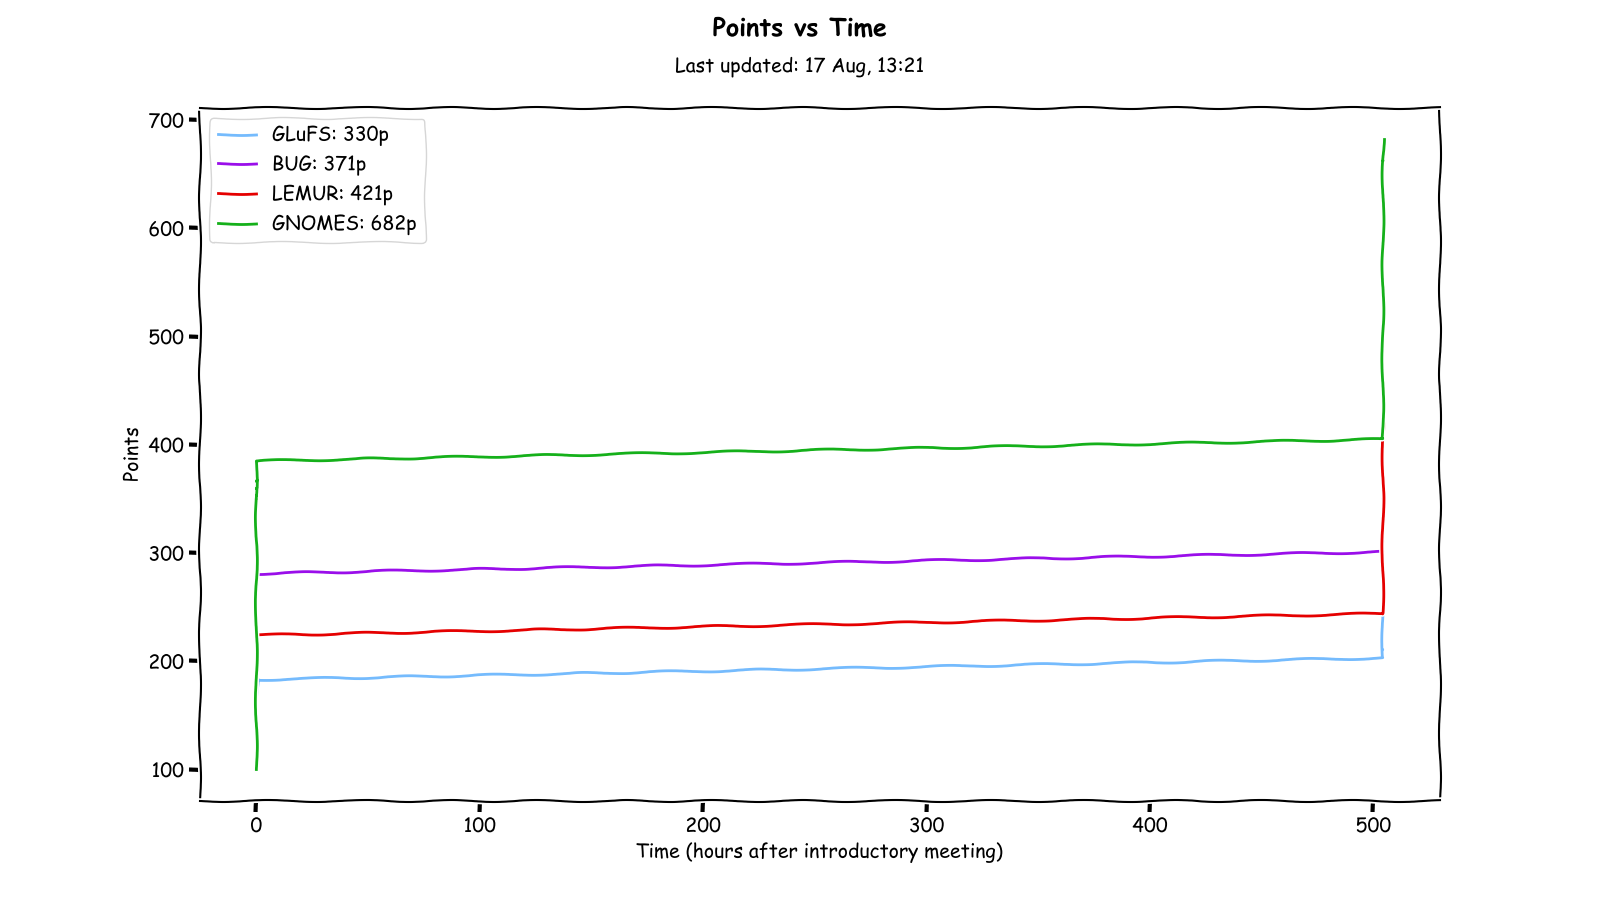 Points vs Time
Last updated: 17 Aug, 13:21
GLuFS: 330p
BUG: 371p
LEMUR: 421p
GNOMES: 682p
700
600
500
400
300
200
100
Points
0 100 200 300 400 500
Time (hours after introductory meeting)